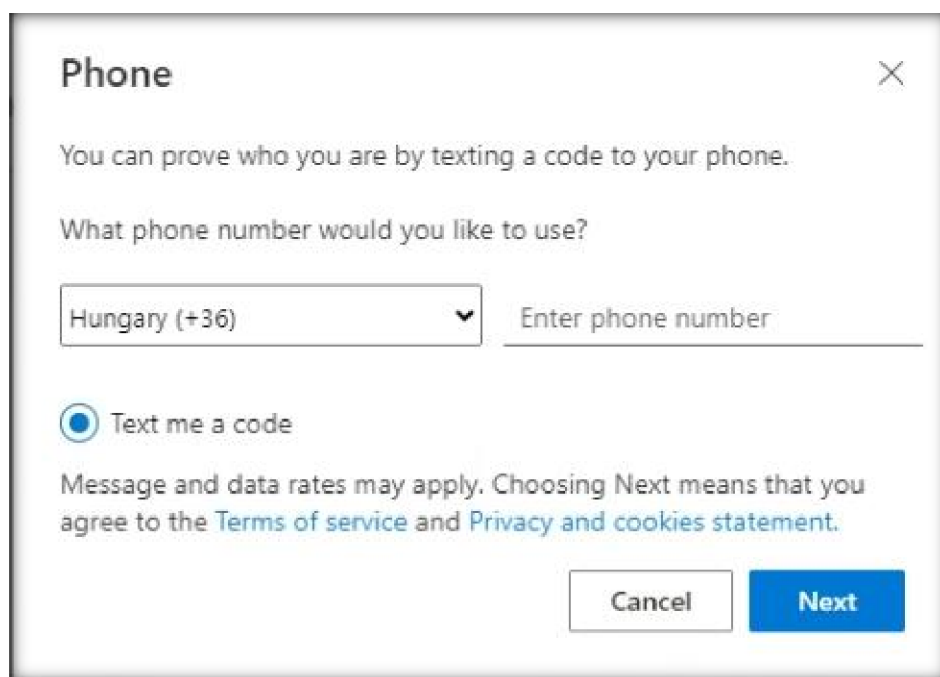 Phone
You can prove who you are by texting a code to your phone.
What phone number would you like to use?
Hungary (+36)
Enter phone number
Text me a code
Message and data rates may apply. Choosing Next means that you
agree to the Terms of service and Privacy and cookies statement.
Cancel
Next